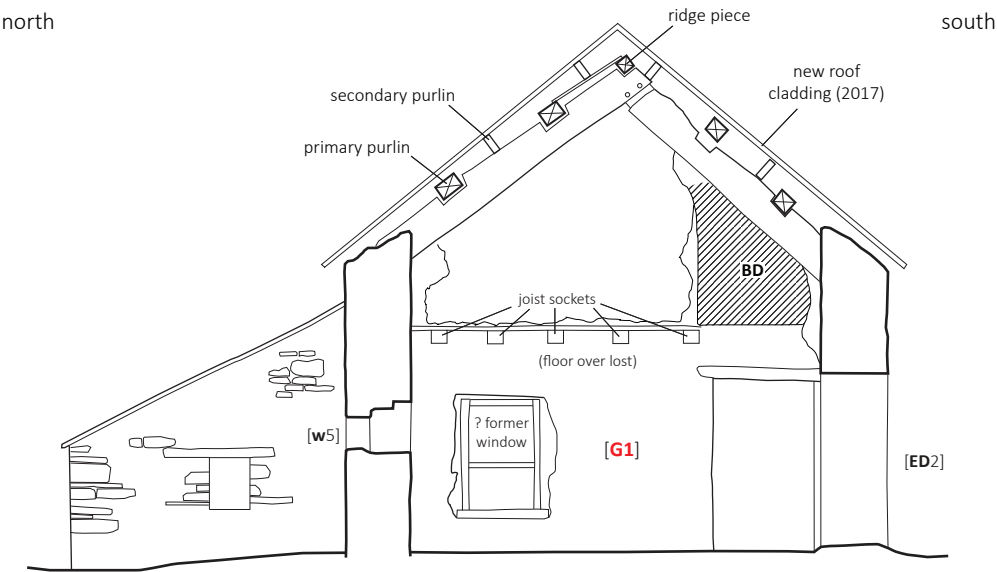 north
south
ridge piece
new roof
cladding (2017)
secondary purlin
primary purlin
BD
joist sockets
(floor over lost)
? former
window
[w5]
[G1]
[ED2]